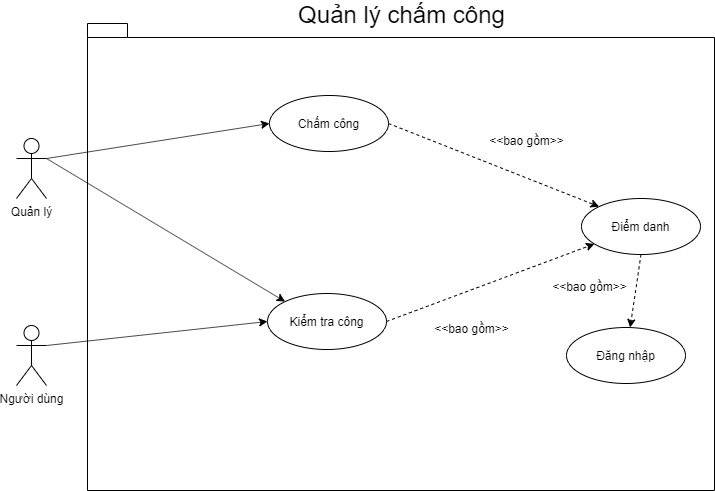 Quản lý chấm công
Chấm công
<<bao gồm>>
Quản lý
Điểm danh
<<bao gồm>>
Kiểm tra công
<<bao gồm>>
Đăng nhập
Người dùng